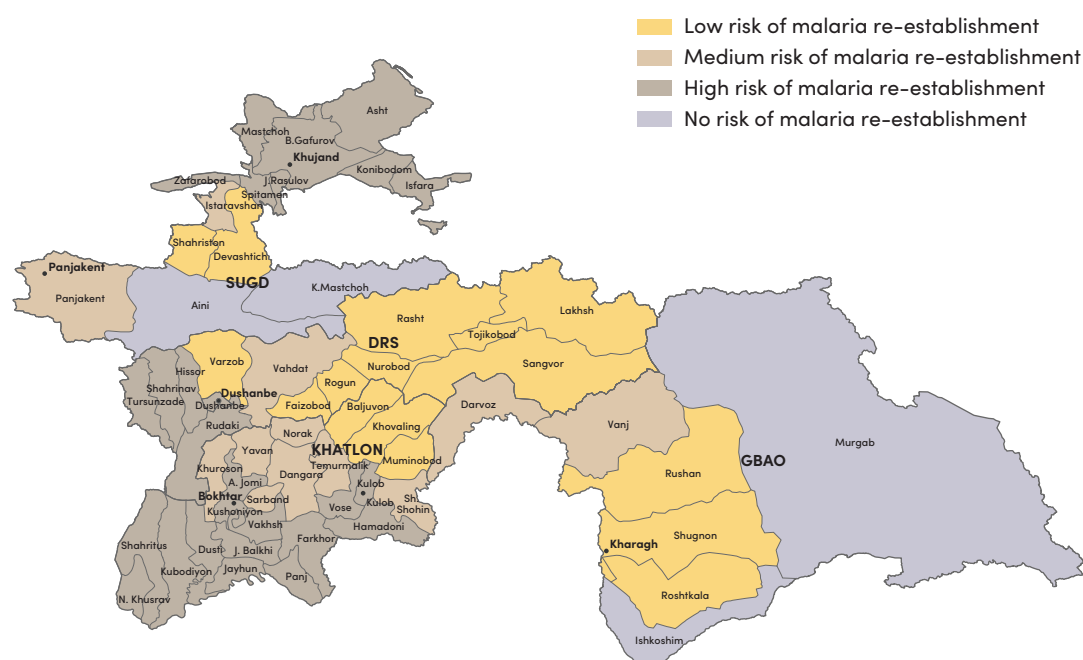 Low risk of malaria re-establishment
Medium risk of malaria re-establishment
High risk of malaria re-establishment
No risk of malaria re-establishment
Asht
Mastchoh
B.Gafurov
Khujand
Konibodom
Zafarobod
J.Rasulov
Isfara
Spitamen
Istaravshan
Shahriston
Devashtich
Panjakent
SUGD
K.Mastchoh
Panjakent
Aini
Lakhsh
Rasht
Tojikobod
DRS
Varzob
Sangvor
Nurobod
Vahdat
Hissor
Rogun
Shahrinav
Dushanbe
Tursunzade
Dushanbe
Faizobod
Baljuvon
Darvoz
Rudaki
Khovaling
Vanj
Norak
Murgab
KHATLON
Yavan
Muminobod
GBAO
Temurmalik
Khuroson
Dangara
Rushan
A. jomi
Kulob
Bokhtar
Sarband
Sh.
Kulob
Shohin
Kushoniyon
Vose
Vakhsh
Hamadoni
Shugnon
Farkhor
Kharagh
Shahritus
Dusti
J. Balkhi
Kubodiyon
Jayhun
Panj
Roshtkala
N. Khusrav
Ishkoshim